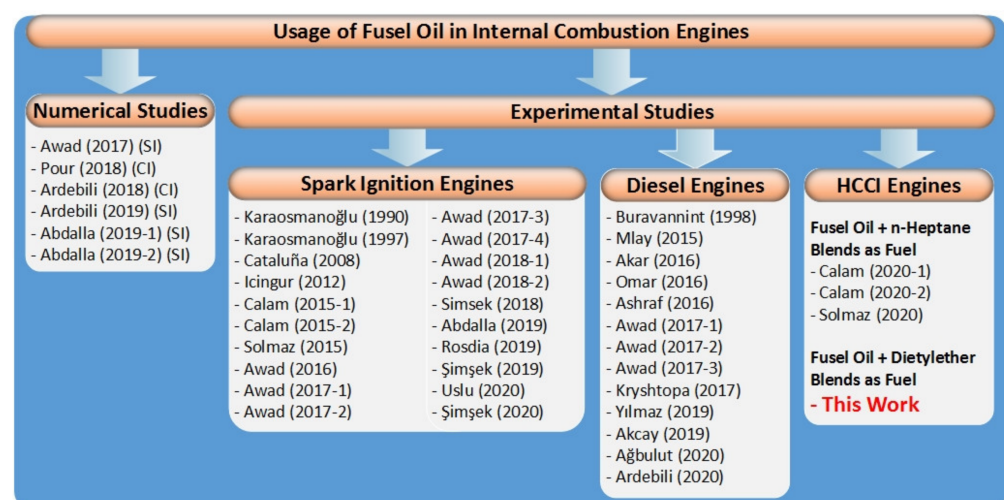 Usage of Fusel Oil in Internal Combustion Engines
Numerical Studies
- Awad (2017) (SI)
- Pour (2018) (CI)
- Ardebili (2018) (CI)
- Ardebili (2019) (SI)
- Abdalla (2019-1) (SI)
- Abdalla (2019-2) (SI)
Experimental Studies
Spark Ignition Engines
- Karaosmanoğlu (1990)
- Karaosmanoğlu (1997)
- Cataluña (2008)
- Icingur (2012)
- Calam (2015-1)
- Calam (2015-2)
- Solmaz (2015)
- Awad (2016)
- Awad (2017-1)
- Awad (2017-2)
- Awad (2017-3)
- Awad (2017-4)
- Awad (2018-1)
- Awad (2018-2)
- Simsek (2018)
- Abdalla (2019)
- Rosdia (2019)
- Şimşek (2019)
- Uslu (2020)
- Şimşek (2020)
Diesel Engines
- Buravannint (1998)
- Mlay (2015)
- Akar (2016)
- Omar (2016)
- Ashraf (2016)
- Awad (2017-1)
- Awad (2017-2)
- Awad (2017-3)
- Kryshtopa (2017)
- Yılmaz (2019)
- Akcay (2019)
- Ağbulut (2020)
- Ardebili (2020)
HCCI Engines
Fusel Oil + n-Heptane
Blends as Fuel
- Calam (2020-1)
- Calam (2020-2)
- Solmaz (2020)
Fusel Oil + Dietylether
Blends as Fuel
- This Work